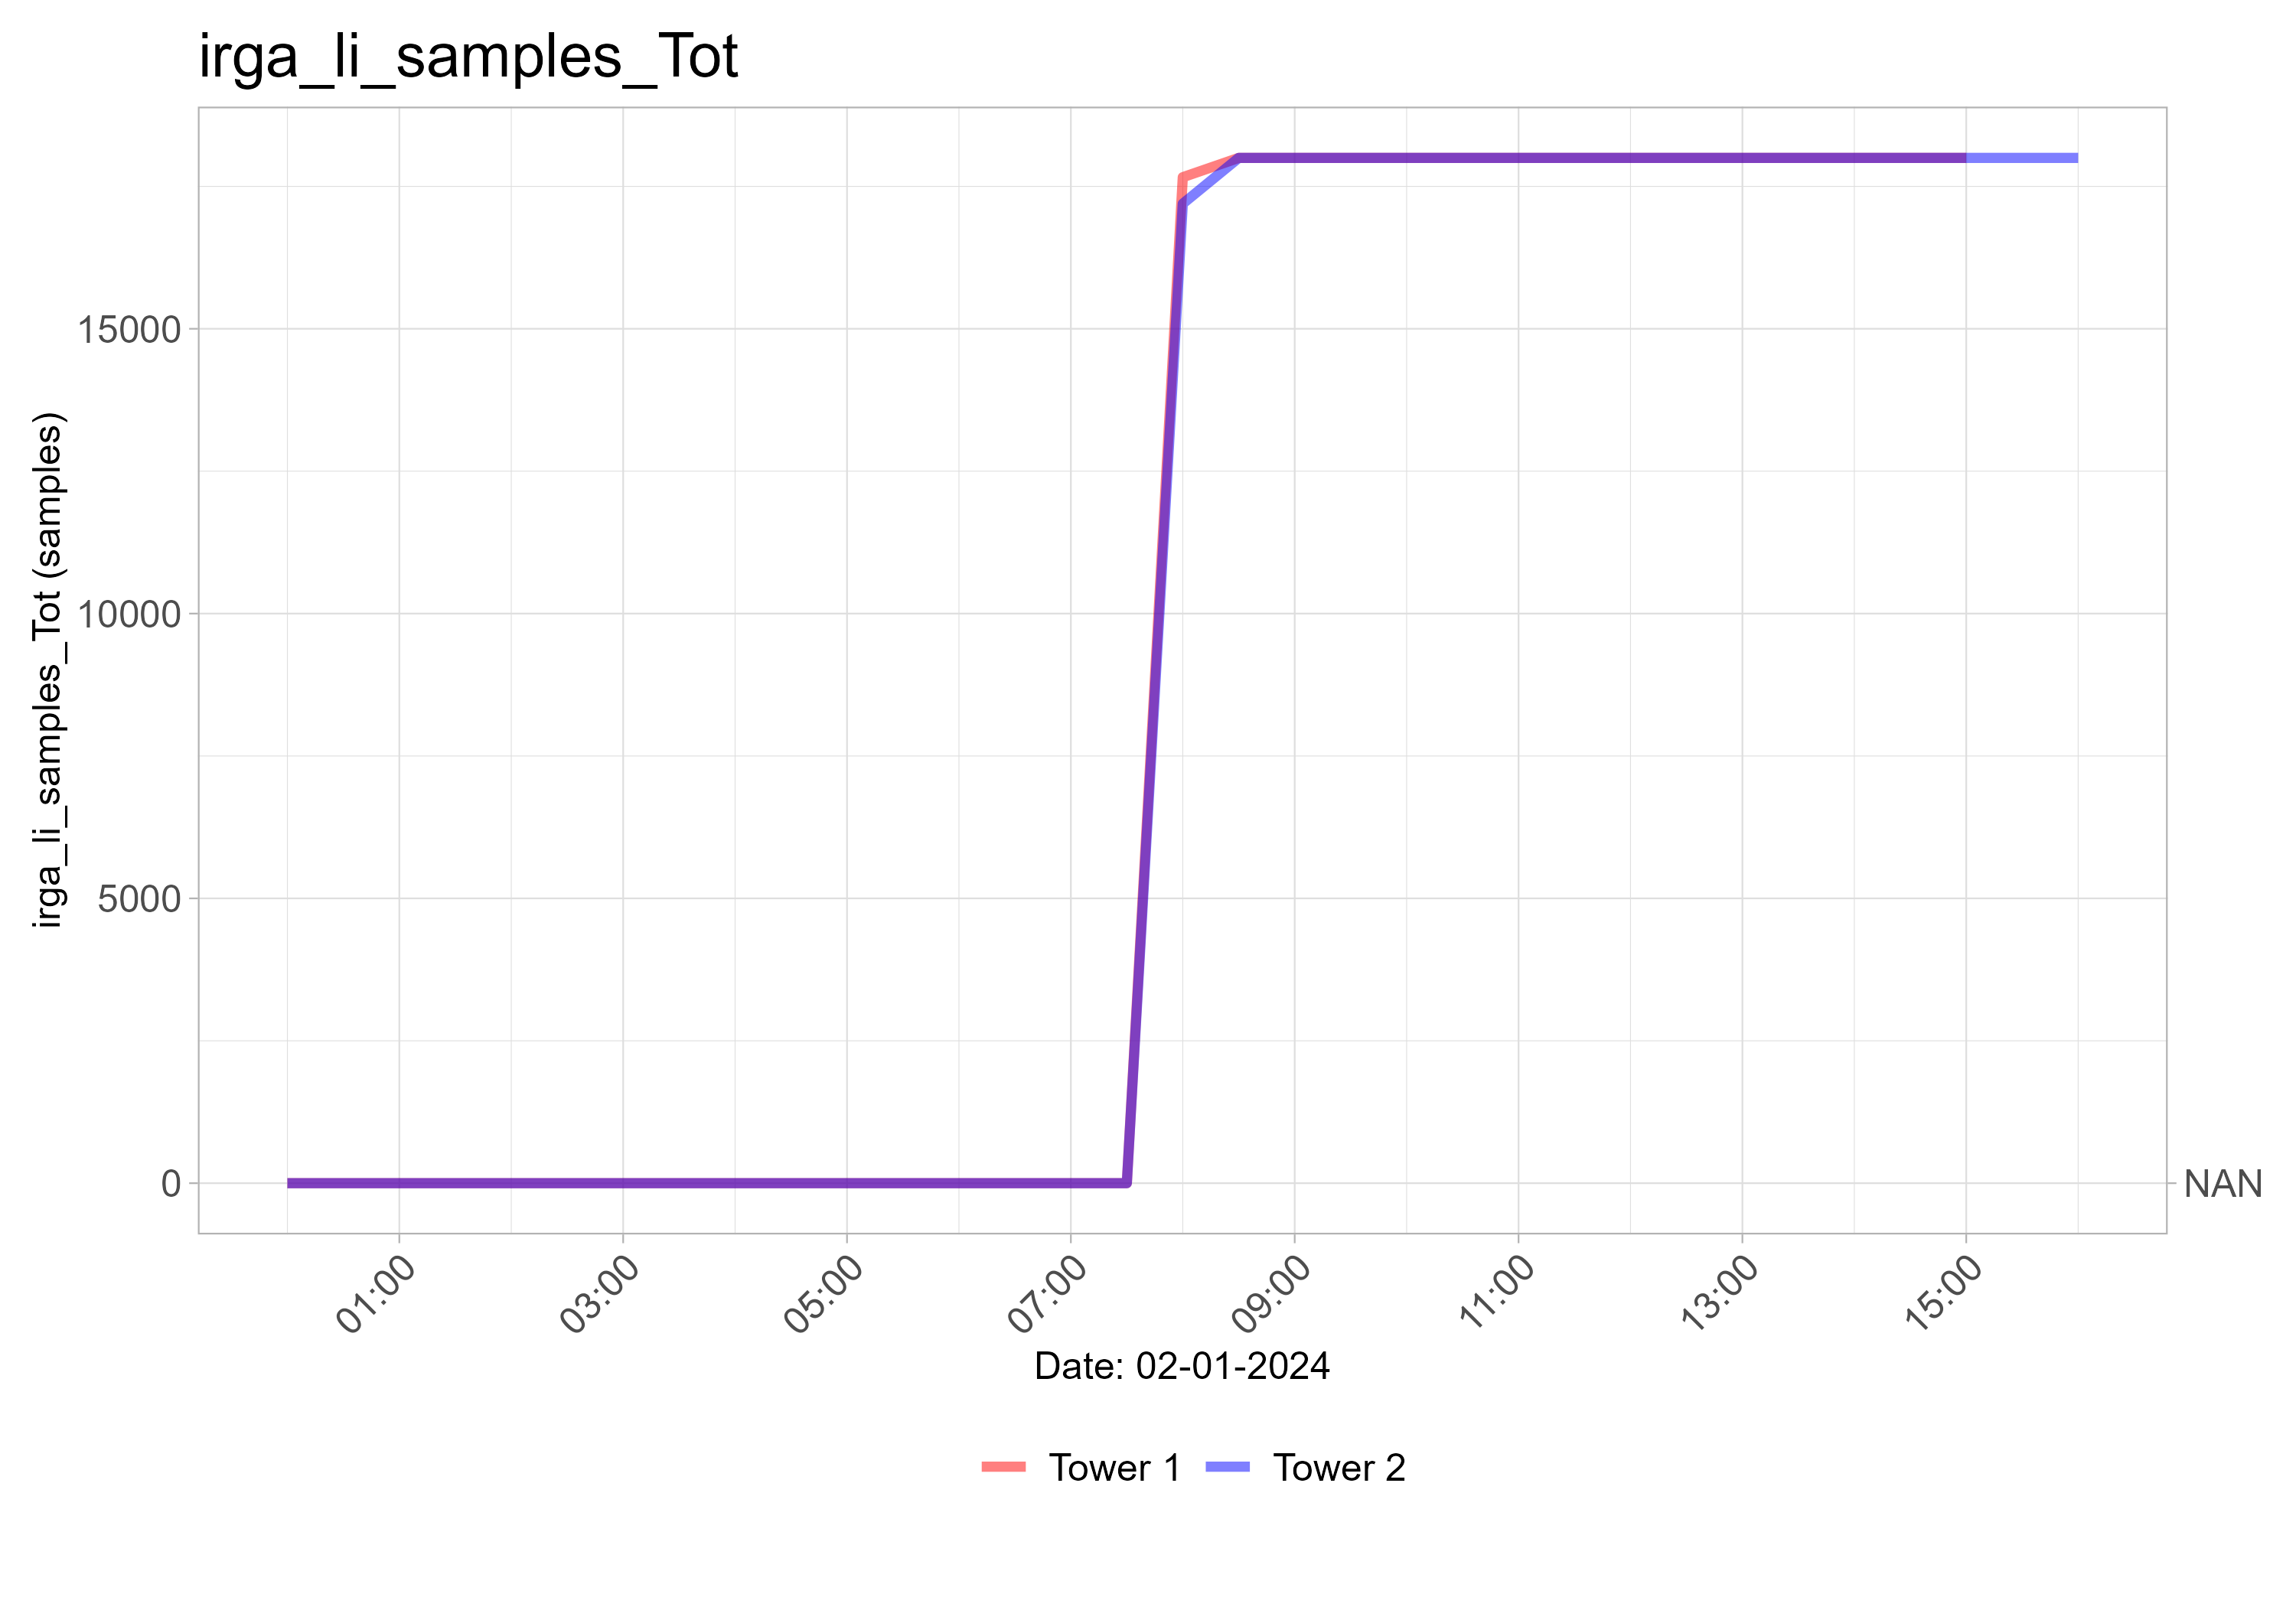 irga_li_samples_Tot
irga_li_samples_Tot (samples)
15000
10000
5000
0
NAN
01:00
03:00
05:00
07:00
09:00
11:00
13:00
15:00
Date: 02-01-2024
Tower 1
Tower 2